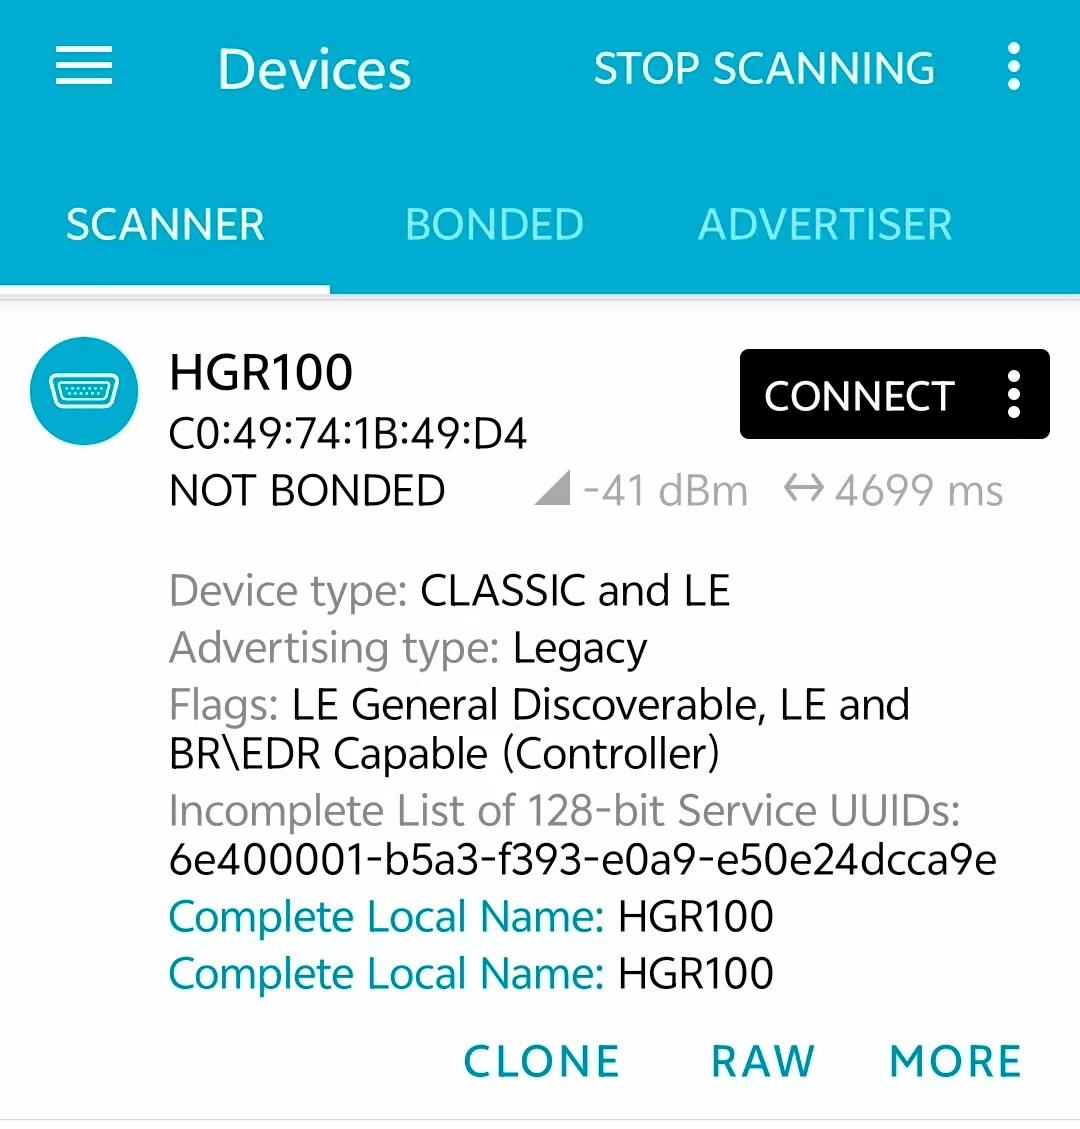 Devices STOP SCANNING
SCANNER BONDED ADVERTISER
HGR100
CONNECT
C0:49:74:1B:49:D4
NOT BONDED -41 dBm 4699 ms
Device type: CLASSIC and LE
Advertising type: Legacy
Flags: LE General Discoverable, LE and
BR\EDR Capable (Controller)
Incomplete List of 128-bit Service UUIDs:
6e400001-b5a3-f393-e0a9-e50e24dcca9e
Complete Local Name: HGR100
Complete Local Name: HGR100
CLONE RAW MORE